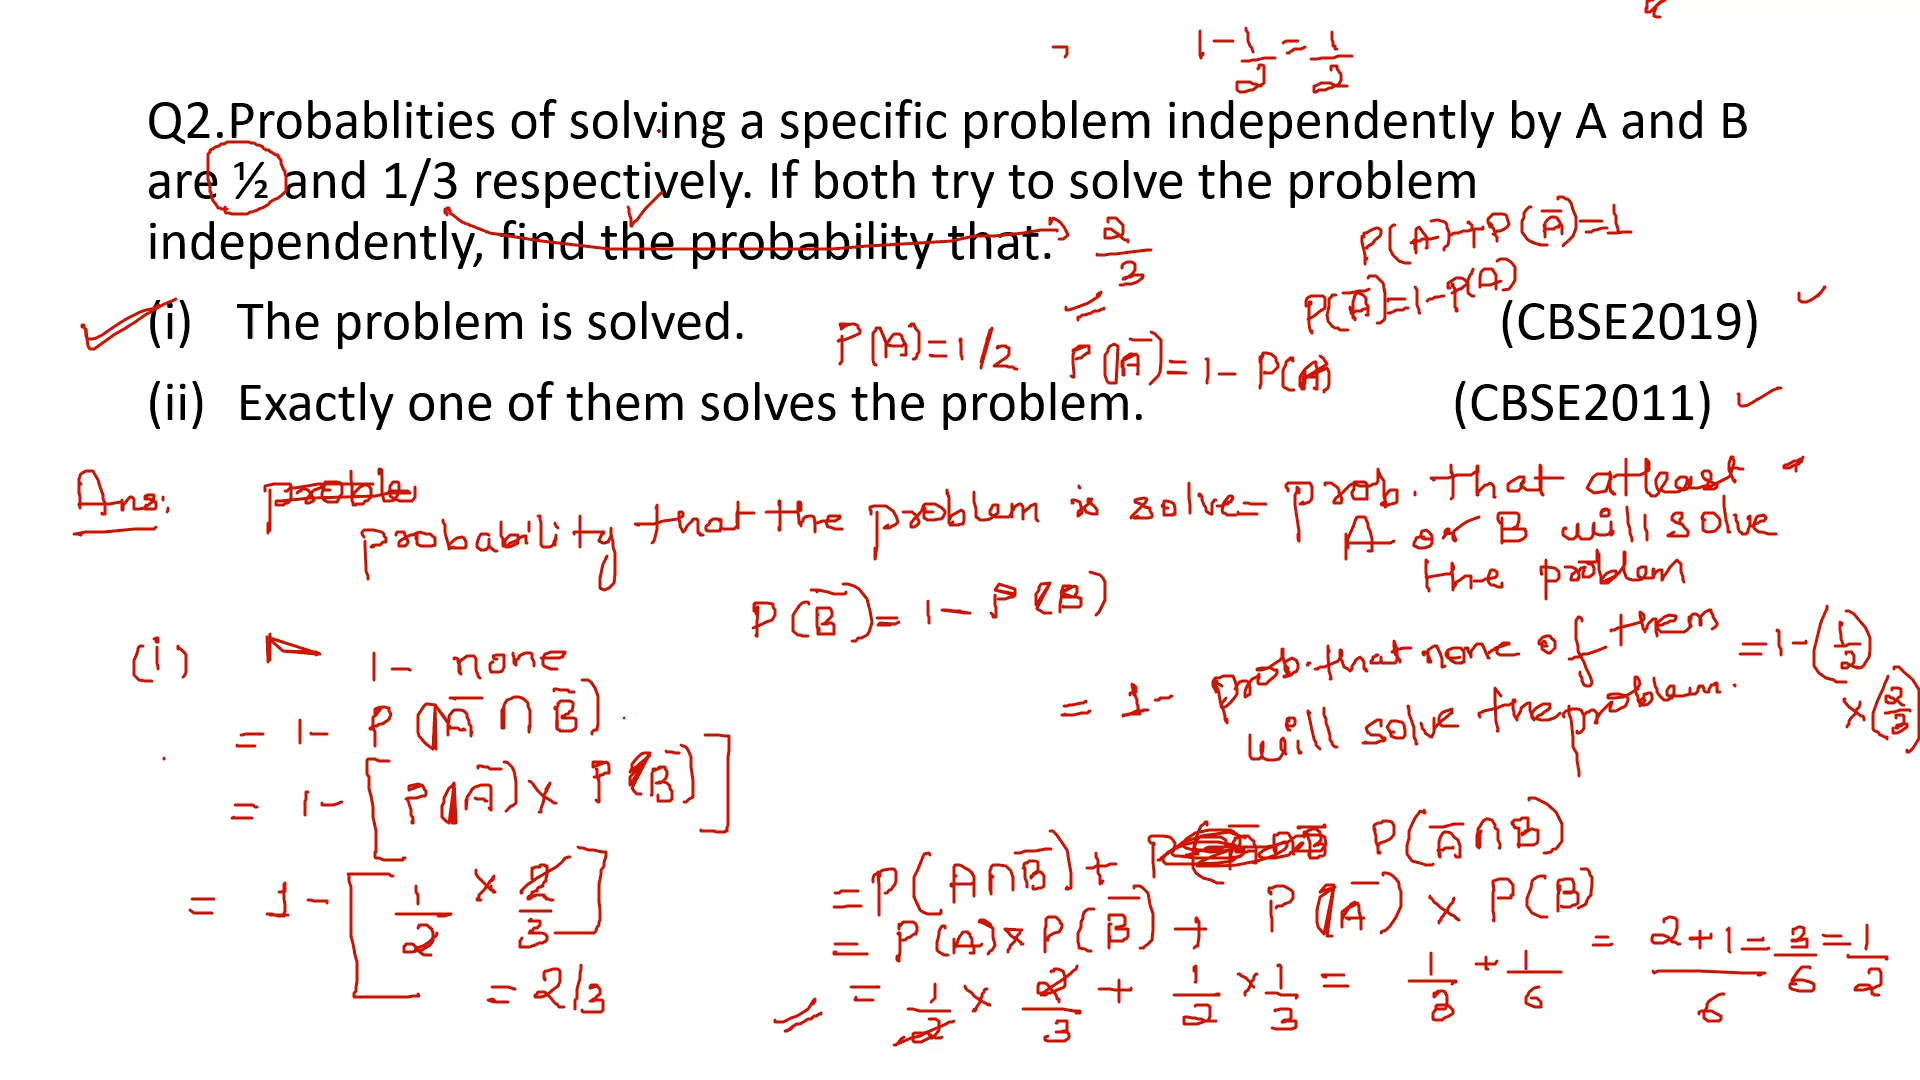 1 - 1/2 = 1/2
Q2.Probablities of solving a specific problem independently by A and B
are ½ and 1/3 respectively. If both try to solve the problem
independently, find the probability that.
2/3
P(A)+P(A̅)=1
P(A̅)=1-P(A)
(i) The problem is solved. (CBSE2019)
P(A)=1/2 P(A̅)= 1- P(A)
(ii) Exactly one of them solves the problem. (CBSE2011)
Ans:
probability that the problem is solve= prob. that atleast
A or B will solve
the problem
P(B̅)= 1- P(B)
(i) 1- none
= 1- P(A̅∩B̅)
= 1-[P(A̅)× P(B̅)]
= 1-[1/2 × 2/3]
= 2/3
= 1- prob. that none of them
will solve the problem.
=1-(1/2)
×(2/3)
=P(A∩B̅)+ P(A̅∩B)
= P(A)×P(B̅)+ P(A̅) × P(B)
= 1/2 × 2/3 + 1/2 × 1/3 = 1/3 + 1/6 = 2+1/6 = 3/6 = 1/2